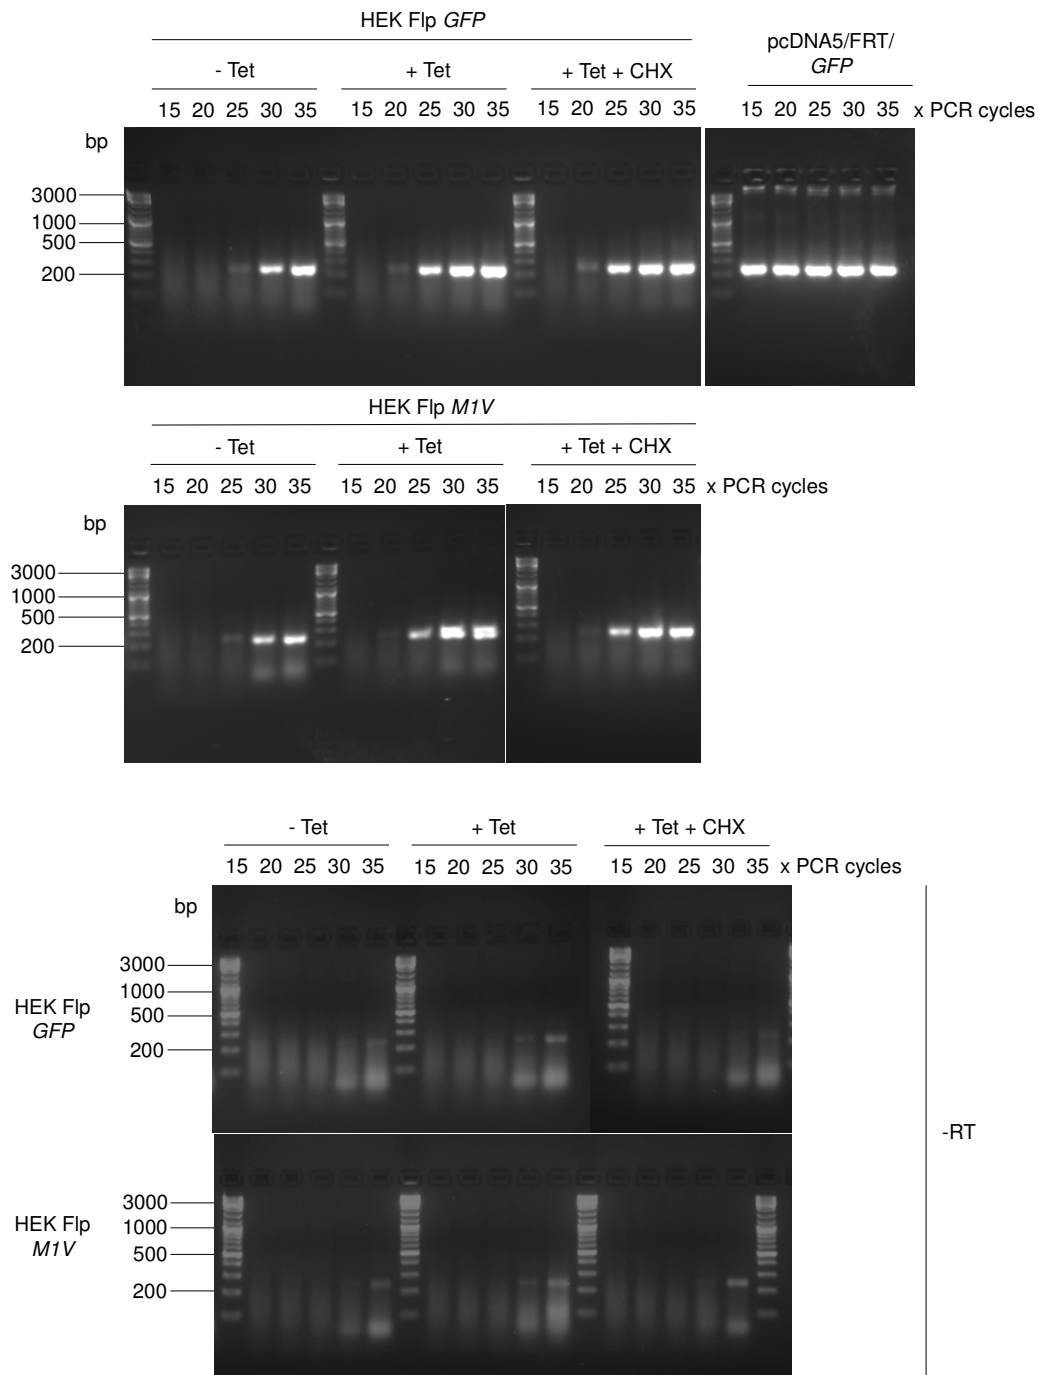 HEK Flp GFP
pcDNA5/FRT/
GFP
- Tet + Tet + Tet + CHX
15 20 25 30 35 15 20 25 30 35 15 20 25 30 35 15 20 25 30 35 x PCR cycles
bp
3000
1000
500
200
HEK Flp M1V
- Tet + Tet + Tet + CHX
15 20 25 30 35 15 20 25 30 35 15 20 25 30 35 x PCR cycles
bp
3000
1000
500
200
- Tet + Tet + Tet + CHX
15 20 25 30 35 15 20 25 30 35 15 20 25 30 35 x PCR cycles
bp
HEK Flp
GFP
3000
1000
500
200
HEK Flp
M1V
3000
1000
500
200
-RT